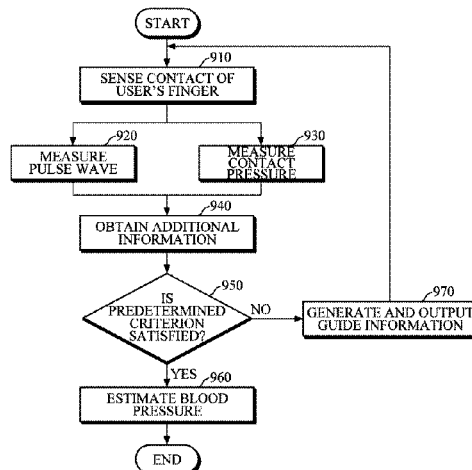 START
910
SENSE CONTACT OF
USER'S FINGER
920
930
MEASURE
PULSE WAVE
MEASURE
CONTACT
PRESSURE
940
OBTAIN ADDITIONAL
INFORMATION
950
IS
PREDETERMINED
CRITERION
SATISFIED?
NO
970
GENERATE AND OUTPUT
GUIDE INFORMATION
YES
960
ESTIMATE BLOOD
PRESSURE
END